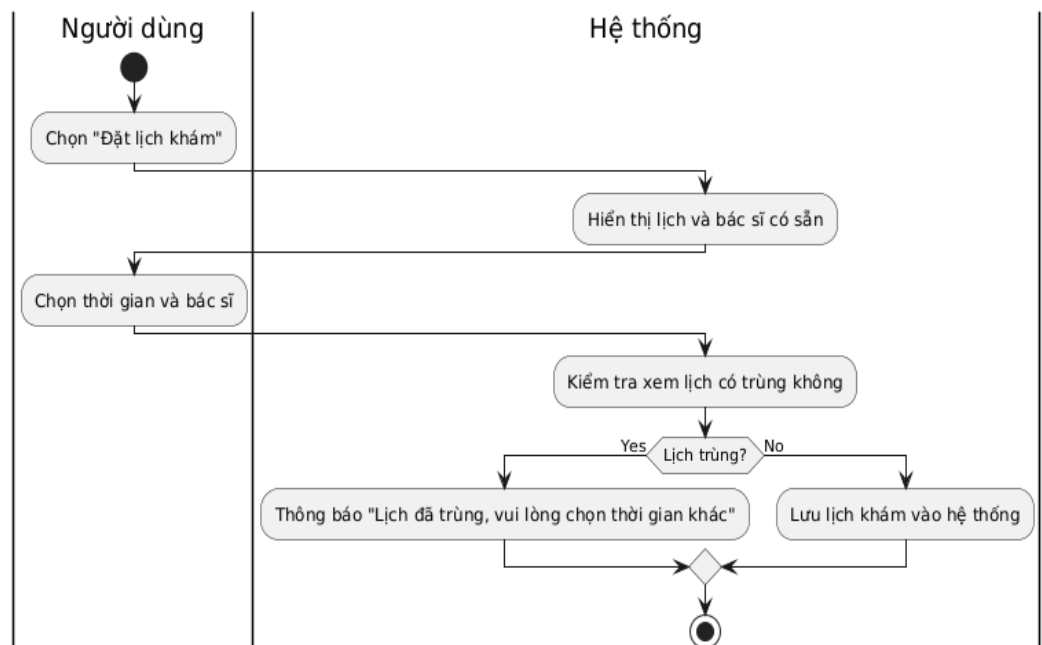 Người dùng
Hệ thống
Chọn "Đặt lịch khám"
Hiển thị lịch và bác sĩ có sẵn
Chọn thời gian và bác sĩ
Kiểm tra xem lịch có trùng không
Yes
Lịch trùng?
No
Thông báo "Lịch đã trùng, vui lòng chọn thời gian khác"
Lưu lịch khám vào hệ thống